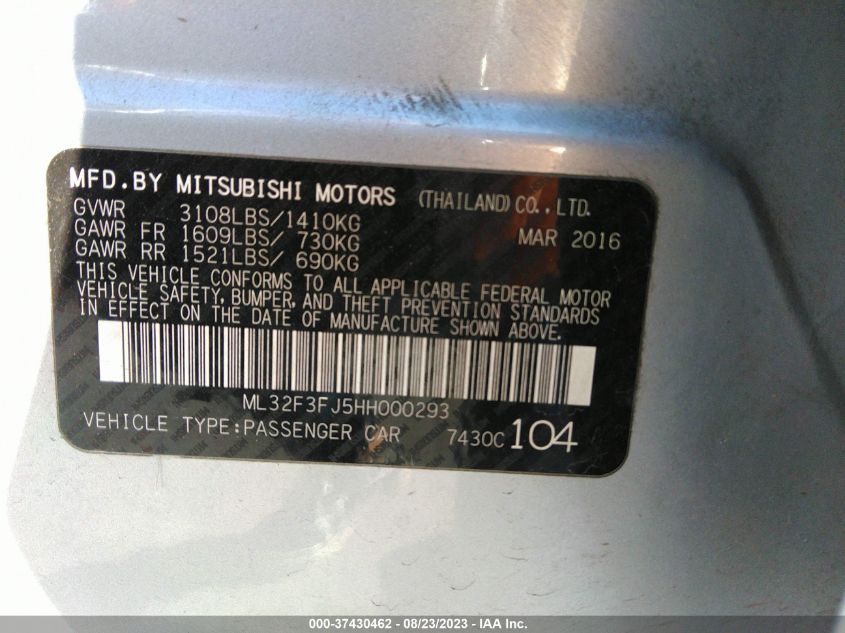 MFD.BY MITSUBISHI MOTORS (THAILAND)CO.,LTD.
GVWR 3108LBS/1410KG
GAWR FR 1609LBS/ 730KG MAR 2016
GAWR RR 1521LBS/ 690KG
THIS VEHICLE CONFORMS TO ALL APPLICABLE FEDERAL MOTOR
VEHICLE SAFETY, BUMPER, AND THEFT PREVENTION STANDARDS
IN EFFECT ON THE DATE OF MANUFACTURE SHOWN ABOVE.
ML32F3FJ5HH000293
VEHICLE TYPE:PASSENGER CAR 7430C 104
000-37430462 - 08/23/2023 - IAA Inc.